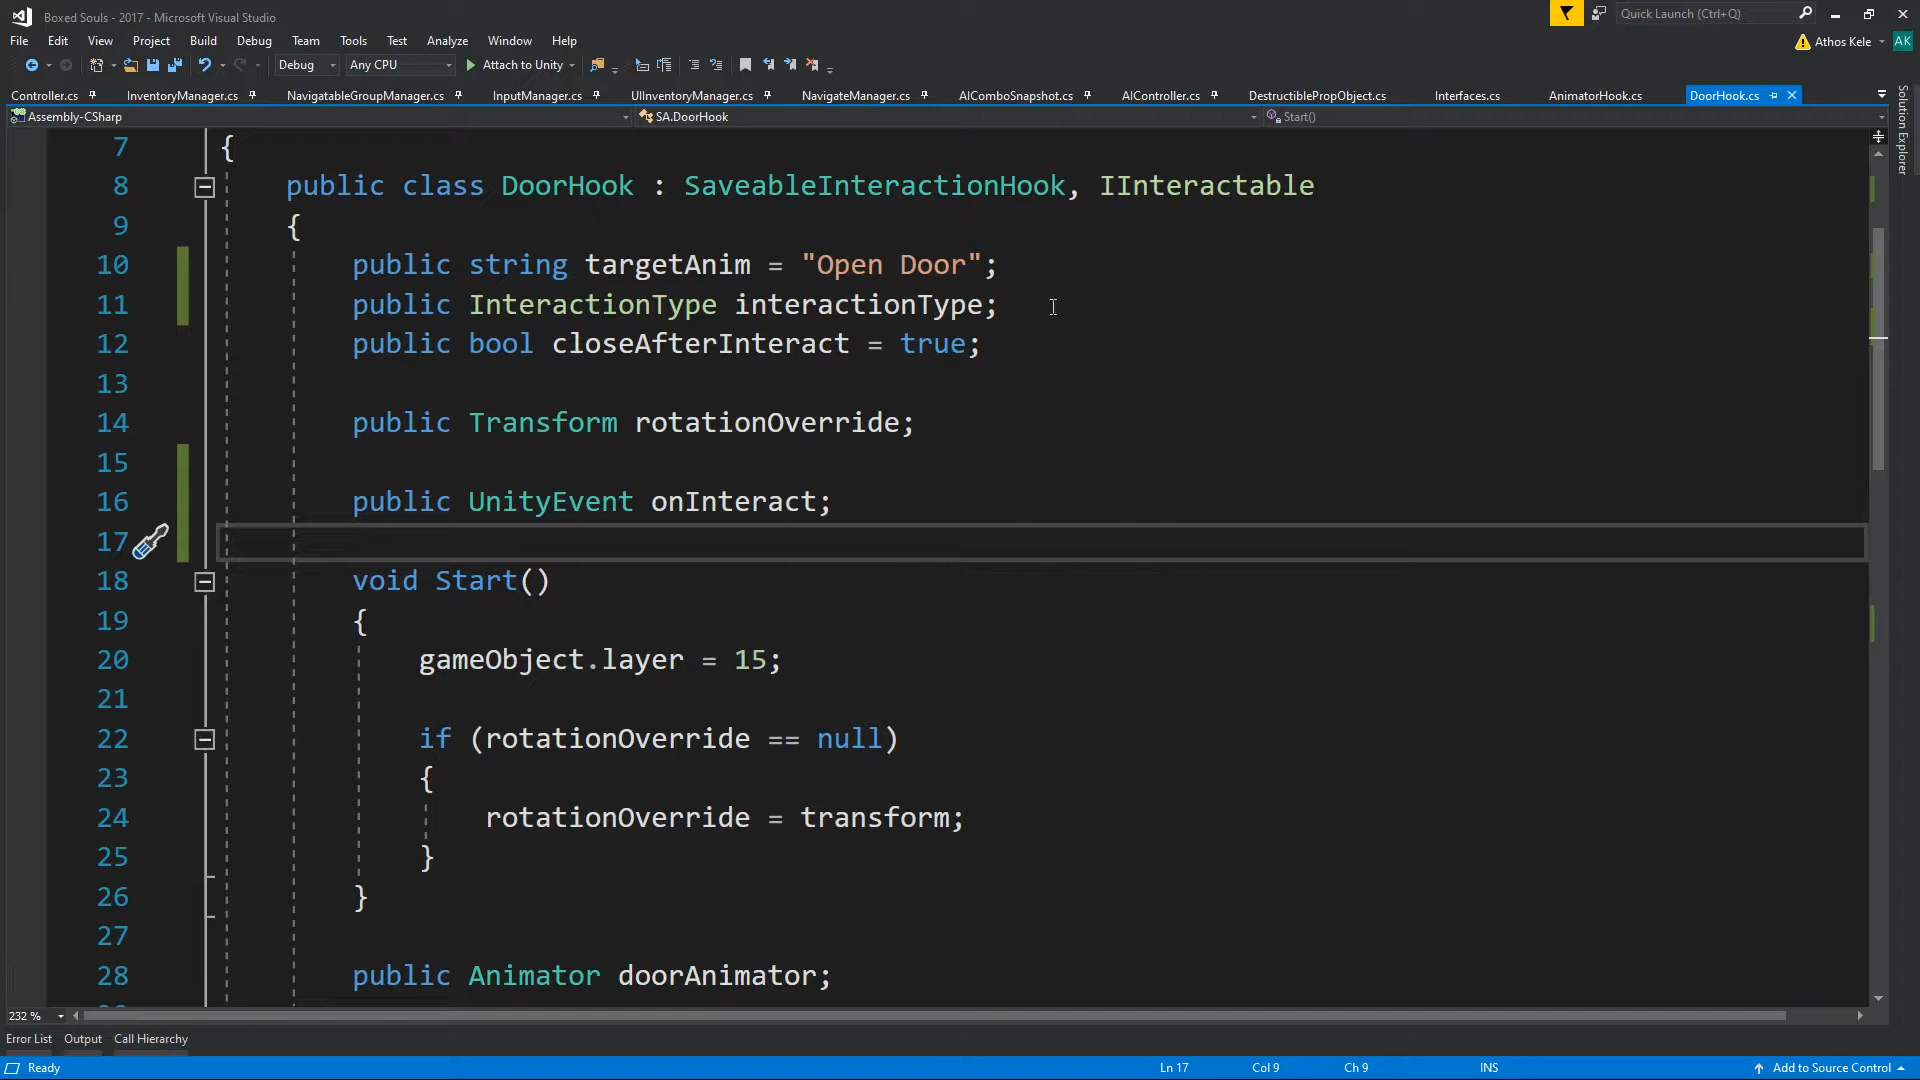 Boxed Souls - 2017 - Microsoft Visual Studio
Quick Launch (Ctrl+Q)
File Edit View Project Build Debug Team Tools Test Analyze Window Help
Athos Kele AK
Debug Any CPU Attach to Unity
Controller.cs InventoryManager.cs NavigatableGroupManager.cs InputManager.cs UIInventoryManager.cs NavigateManager.cs AIComboSnapshot.cs AIController.cs DestructiblePropObject.cs Interfaces.cs AnimatorHook.cs DoorHook.cs
Assembly-CSharp SA.DoorHook Start()
Solution Explorer
7 {
8 public class DoorHook : SaveableInteractionHook, IInteractable
9 {
10 public string targetAnim = "Open Door";
11 public InteractionType interactionType;
12 public bool closeAfterInteract = true;
13
14 public Transform rotationOverride;
15
16 public UnityEvent onInteract;
17
18 void Start()
19 {
20 gameObject.layer = 15;
21
22 if (rotationOverride == null)
23 {
24 rotationOverride = transform;
25 }
26 }
27
28 public Animator doorAnimator;
232 %
Error List Output Call Hierarchy
Ready Ln 17 Col 9 Ch 9 INS Add to Source Control